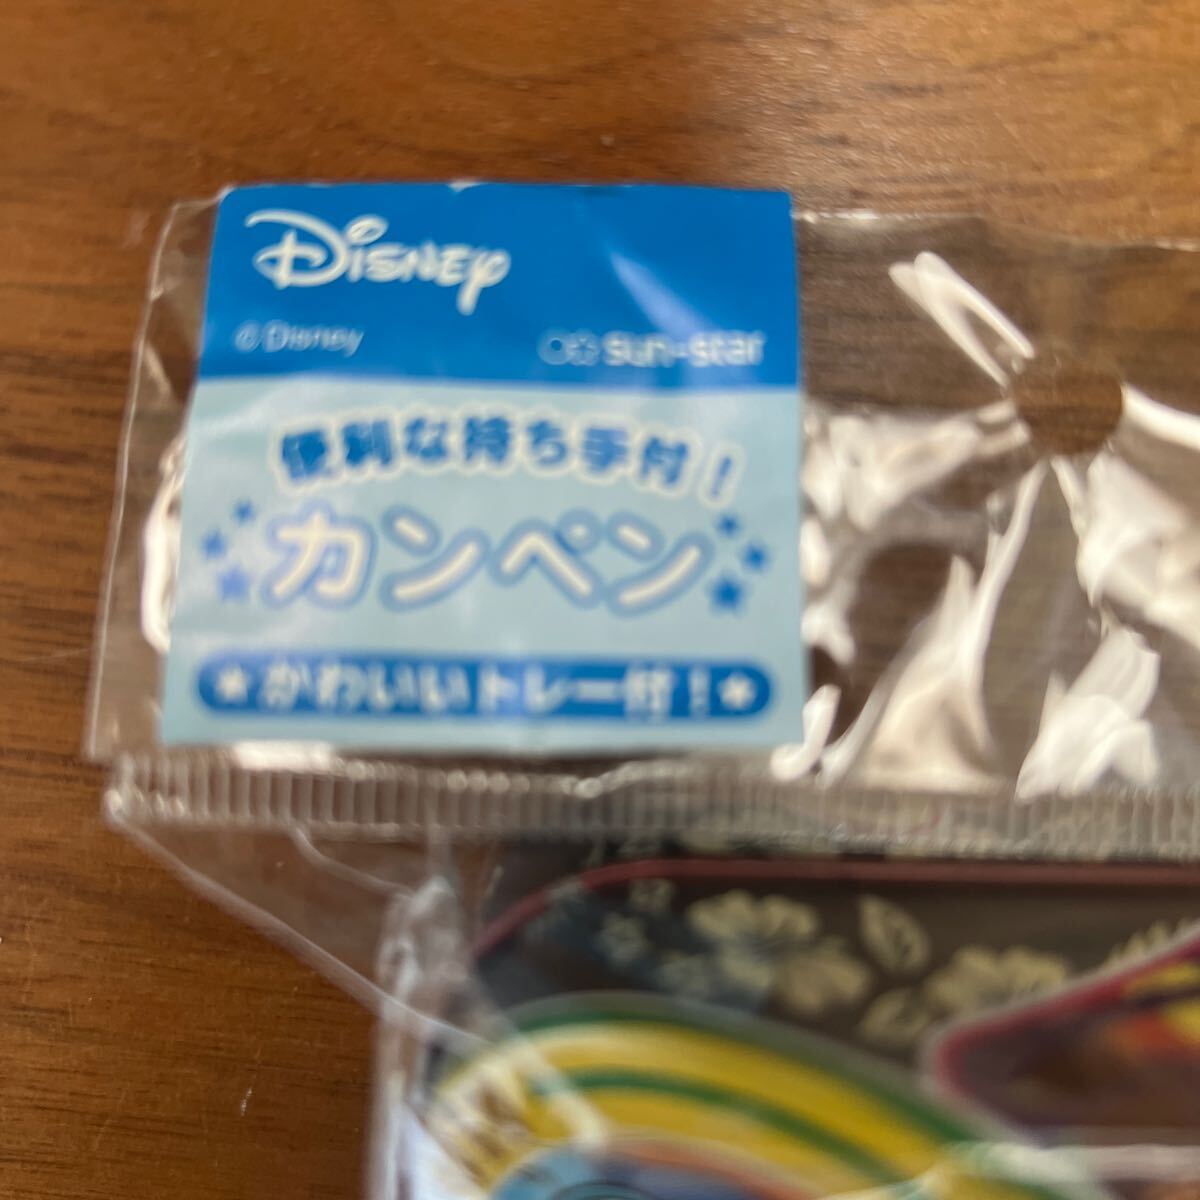 Disney
© Disney
sun-star
便利な持ち手付!
カンペン
★かわいいトレー付!★